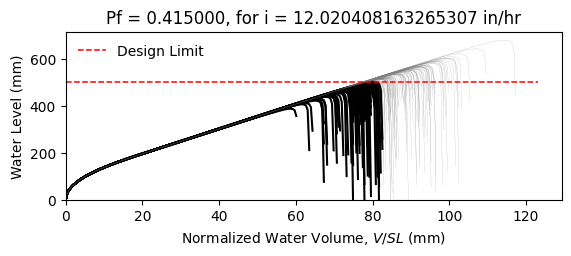 Pf = 0.415000, for i = 12.020408163265307 in/hr
Design Limit
Water Level (mm)
600
400
200
0
0 20 40 60 80 100 120
Normalized Water Volume, V/SL (mm)